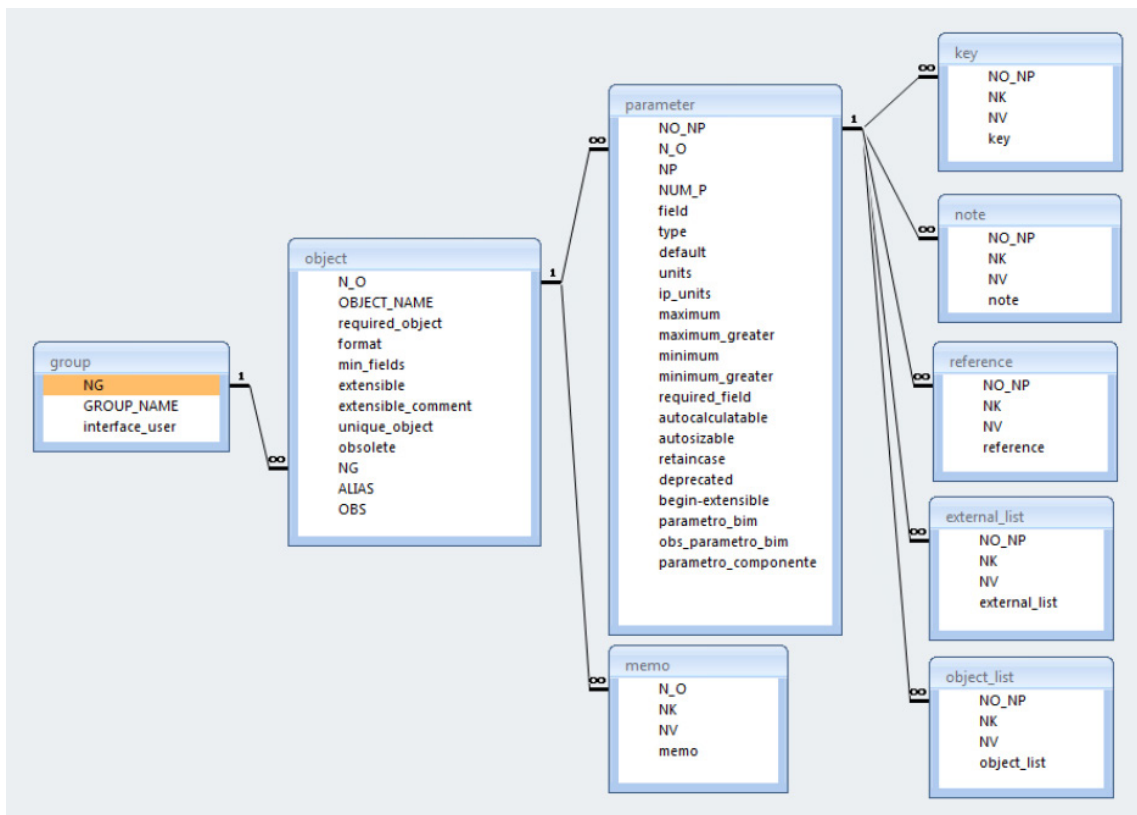 group
NG
GROUP_NAME
interface_user
1
∞
object
N_O
OBJECT_NAME
required_object
format
min_fields
extensible
extensible_comment
unique_object
obsolete
NG
ALIAS
OBS
1
∞
∞
parameter
NO_NP
N_O
NP
NUM_P
field
type
default
units
ip_units
maximum
maximum_greater
minimum
minimum_greater
required_field
autocalculatable
autosizable
retaincase
deprecated
begin-extensible
parametro_bim
obs_parametro_bim
parametro_componente
memo
N_O
NK
NV
memo
1
∞
∞
∞
∞
∞
key
NO_NP
NK
NV
key
note
NO_NP
NK
NV
note
reference
NO_NP
NK
NV
reference
external_list
NO_NP
NK
NV
external_list
object_list
NO_NP
NK
NV
object_list